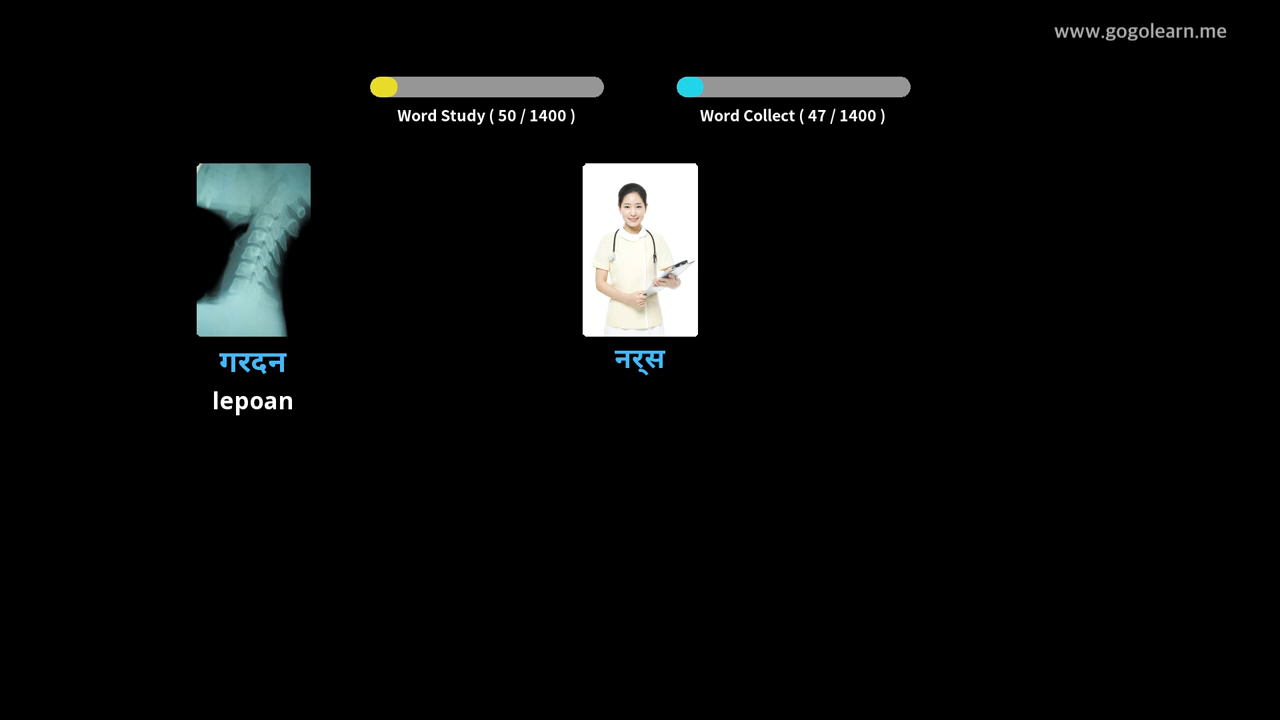 www.gogolearn.me
Word Study ( 50 / 1400 )
Word Collect ( 47 / 1400 )
गरदन
नर्‌स
lepoan